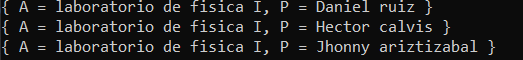 { A = laboratorio de fisica I, P = Daniel ruiz }
{ A = laboratorio de fisica I, P = Hector calvis }
{ A = laboratorio de fisica I, P = Jhonny ariztizabal }